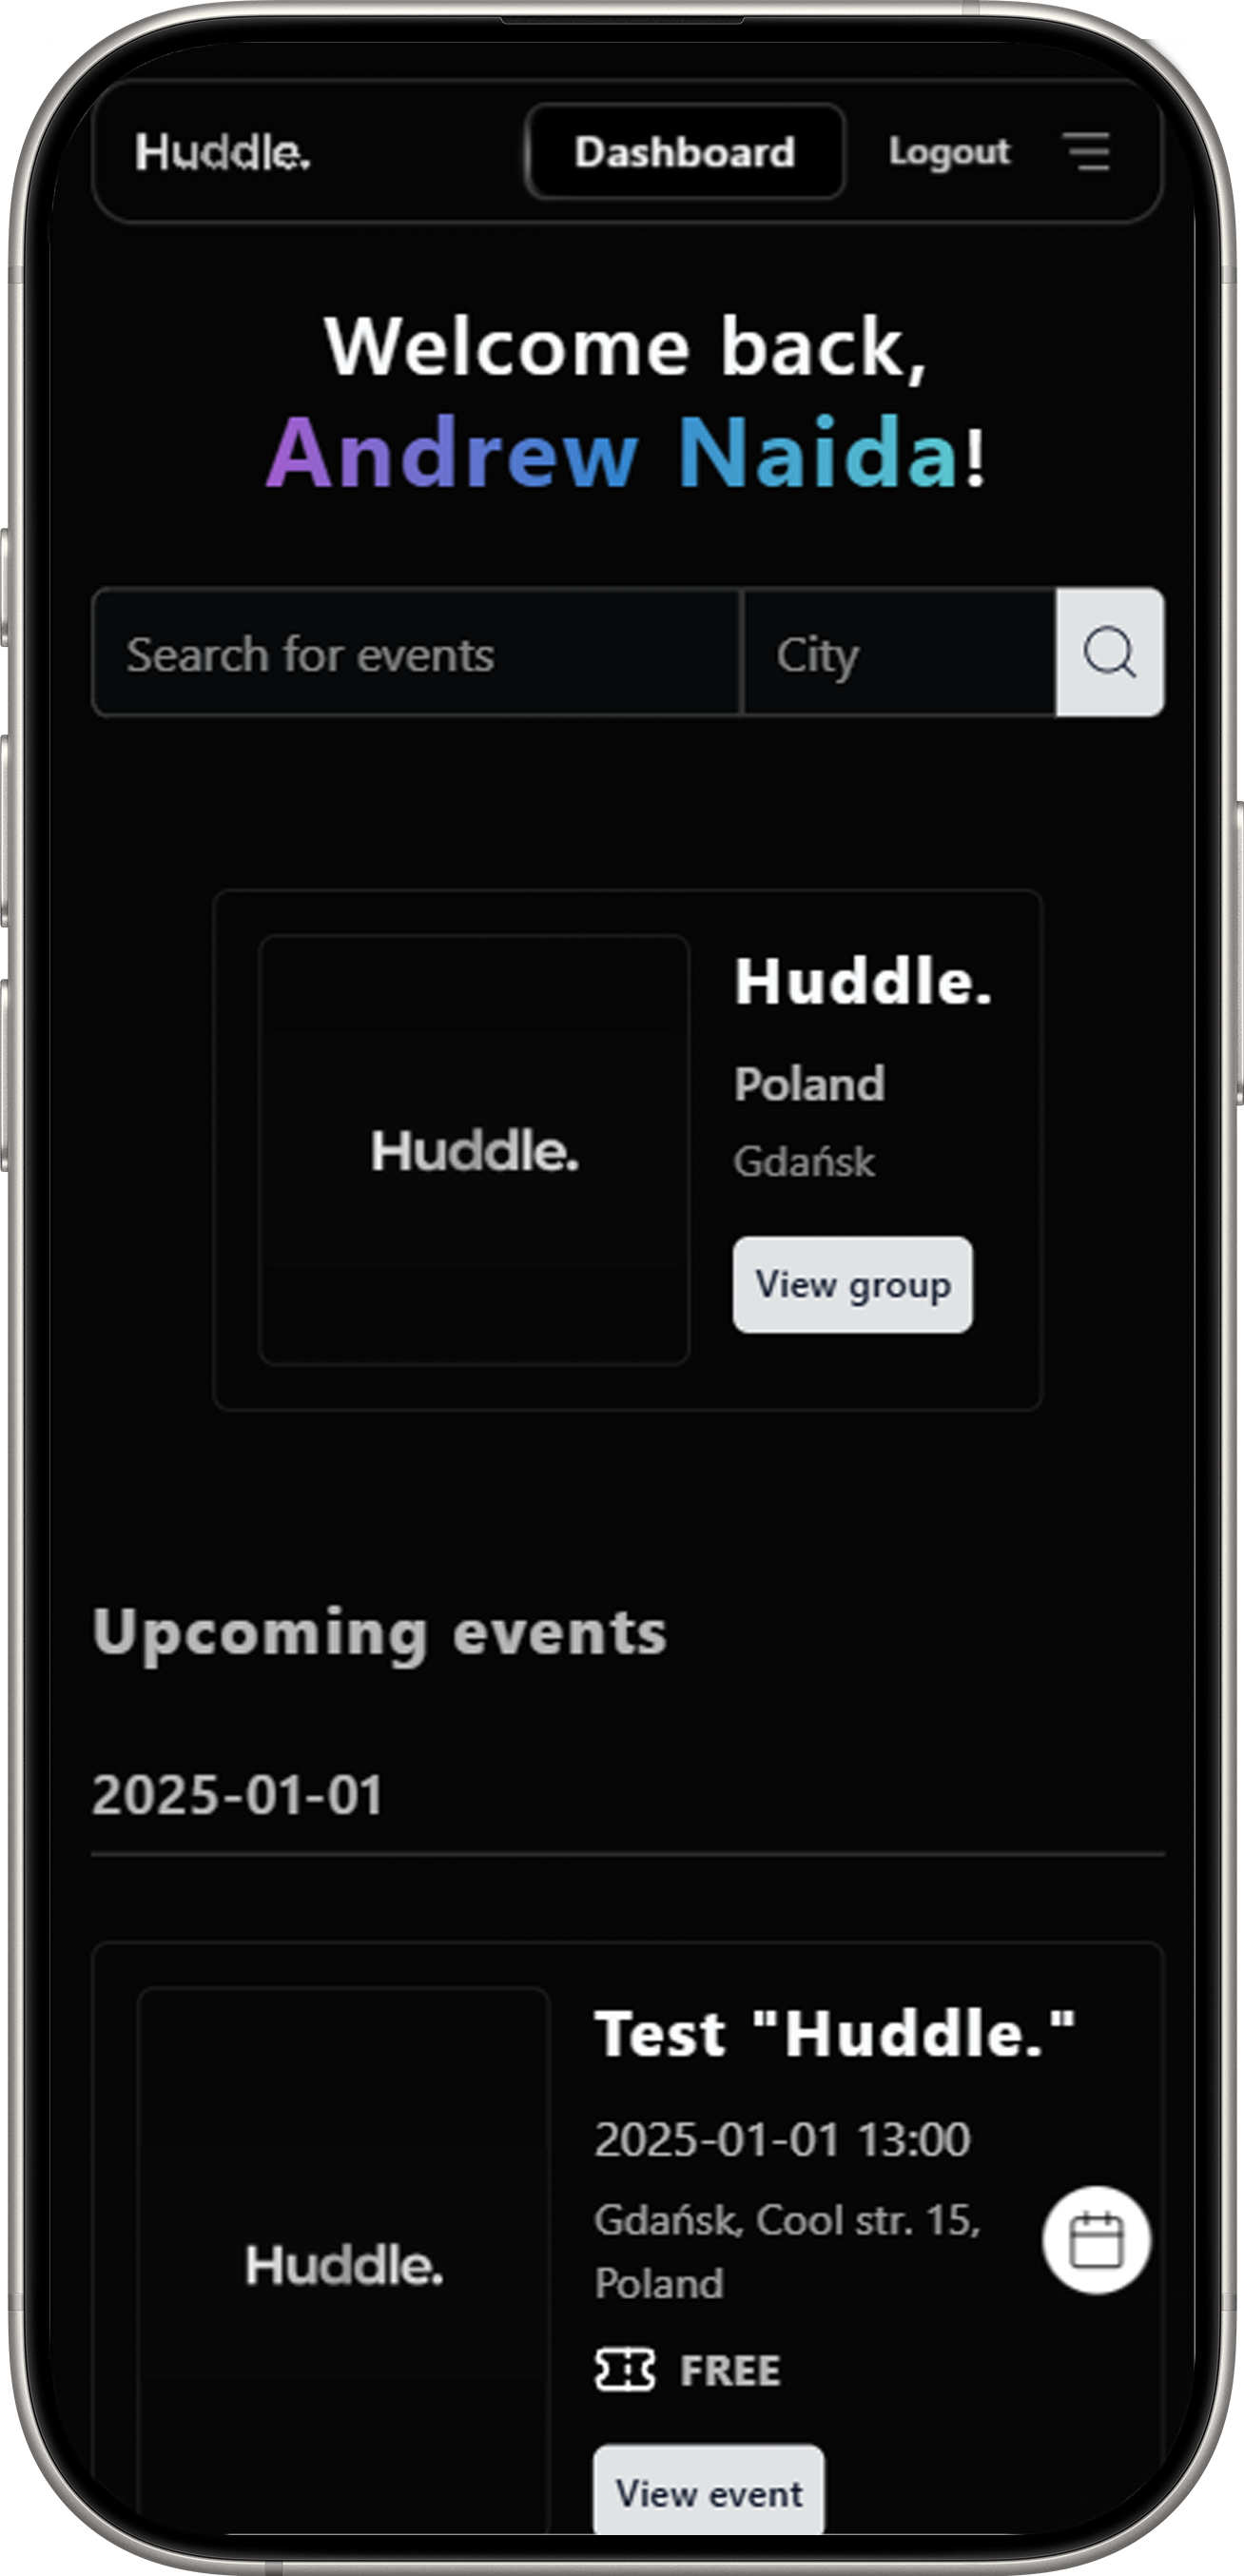 Huddle.
Dashboard
Logout
Welcome back,
Andrew Naida!
Search for events
City
Huddle.
Huddle.
Poland
Gdańsk
View group
Upcoming events
2025-01-01
Huddle.
Test "Huddle."
2025-01-01 13:00
Gdańsk, Cool str. 15,
Poland
FREE
View event